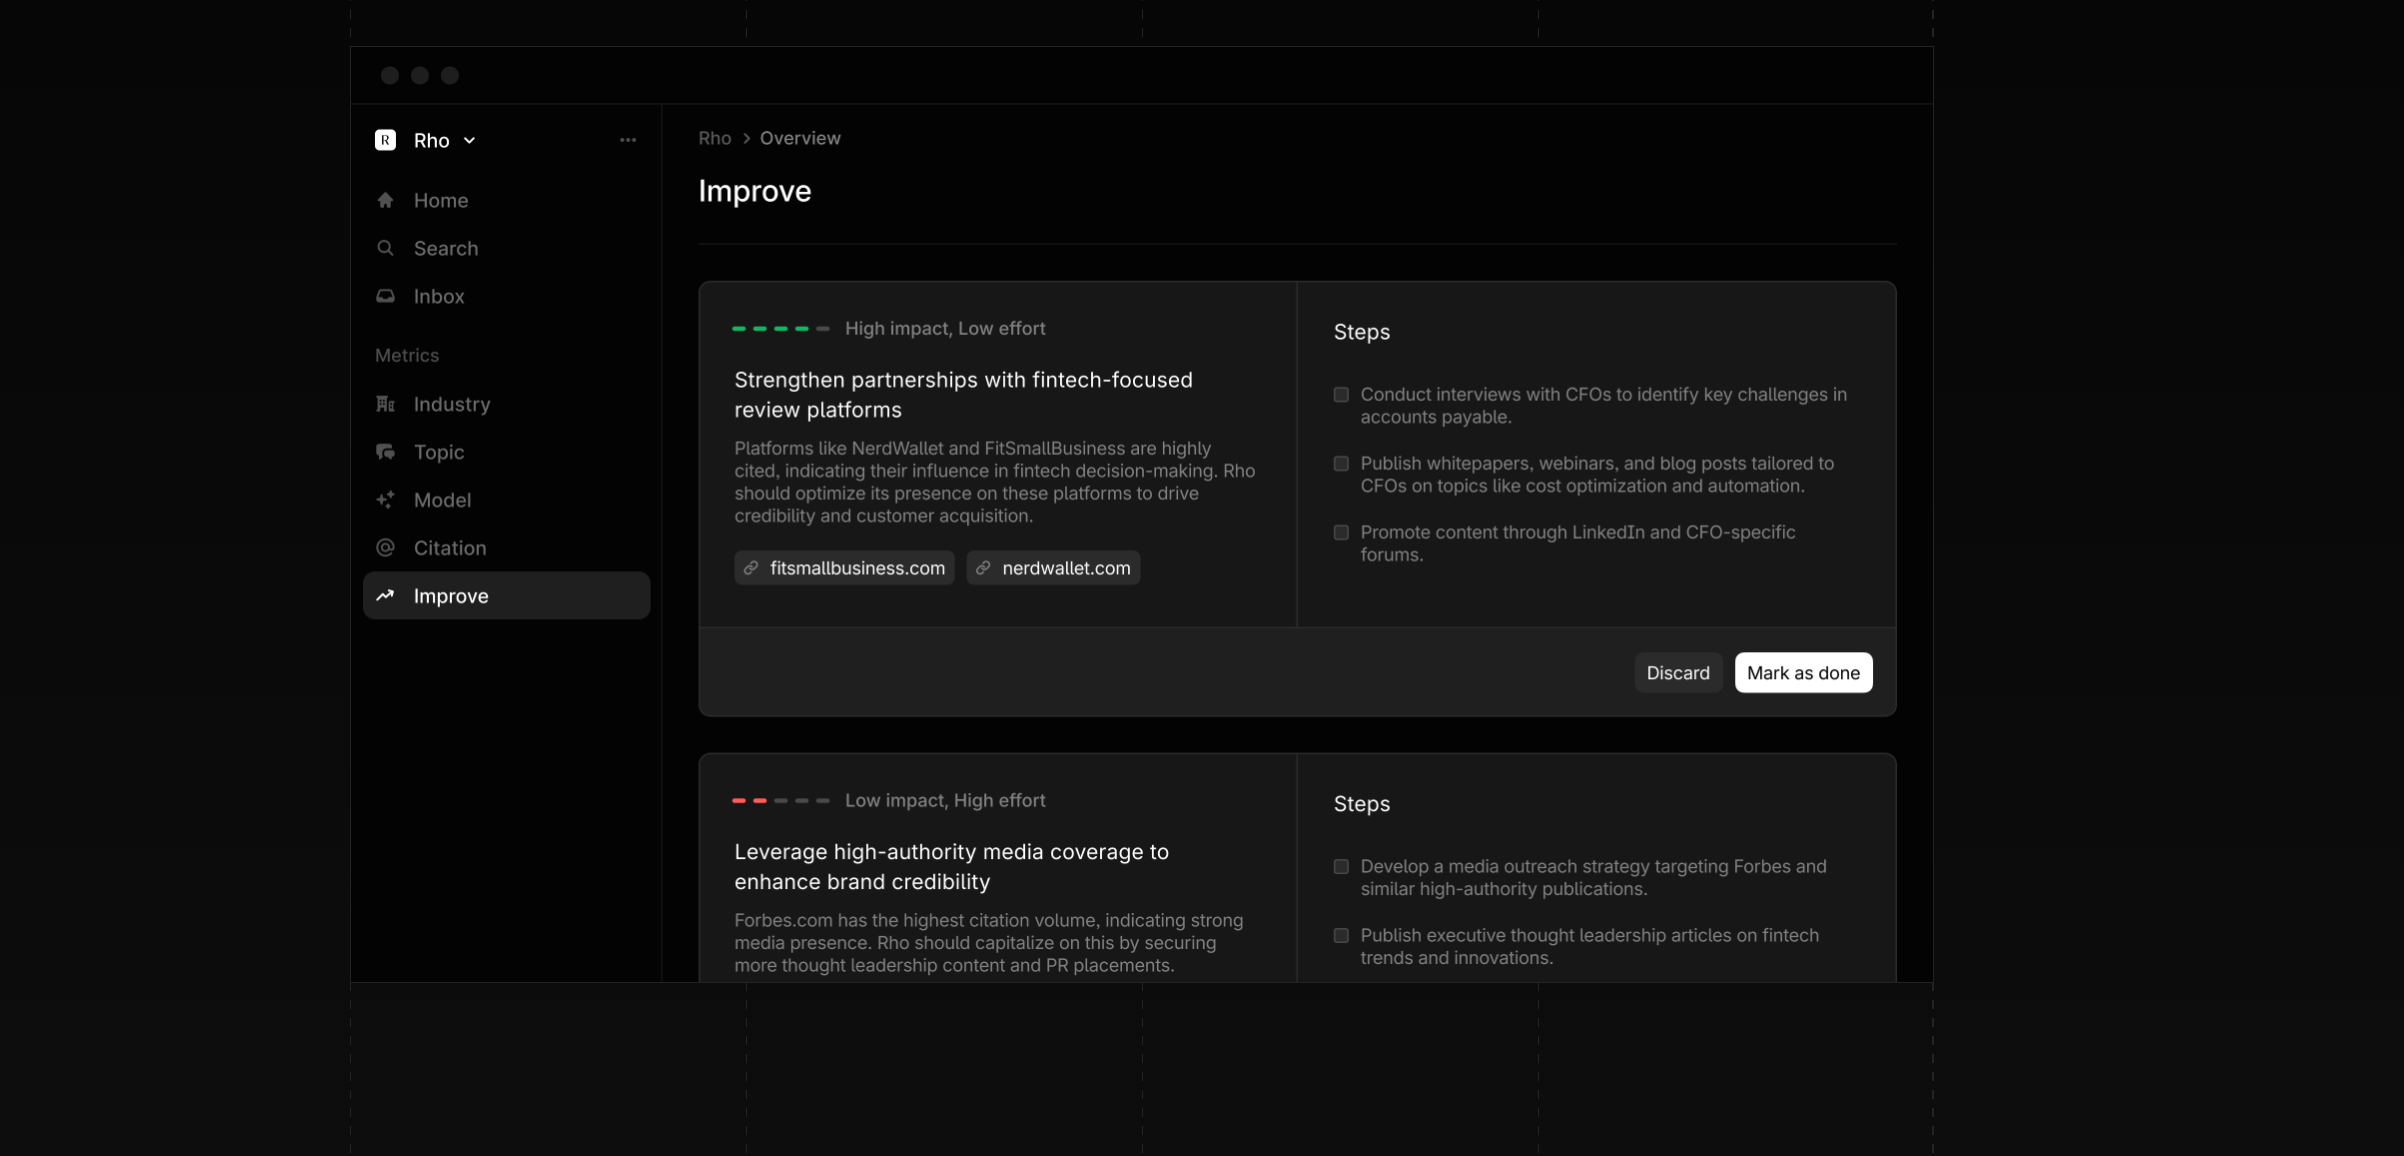 R Rho
Home
Search
Inbox
Metrics
Industry
Topic
Model
Citation
Improve
Rho > Overview
Improve
High impact, Low effort
Strengthen partnerships with fintech-focused
review platforms
Platforms like NerdWallet and FitSmallBusiness are highly
cited, indicating their influence in fintech decision-making. Rho
should optimize its presence on these platforms to drive
credibility and customer acquisition.
fitsmallbusiness.com nerdwallet.com
Steps
Conduct interviews with CFOs to identify key challenges in
accounts payable.
Publish whitepapers, webinars, and blog posts tailored to
CFOs on topics like cost optimization and automation.
Promote content through LinkedIn and CFO-specific
forums.
Discard Mark as done
Low impact, High effort
Leverage high-authority media coverage to
enhance brand credibility
Forbes.com has the highest citation volume, indicating strong
media presence. Rho should capitalize on this by securing
more thought leadership content and PR placements.
Steps
Develop a media outreach strategy targeting Forbes and
similar high-authority publications.
Publish executive thought leadership articles on fintech
trends and innovations.